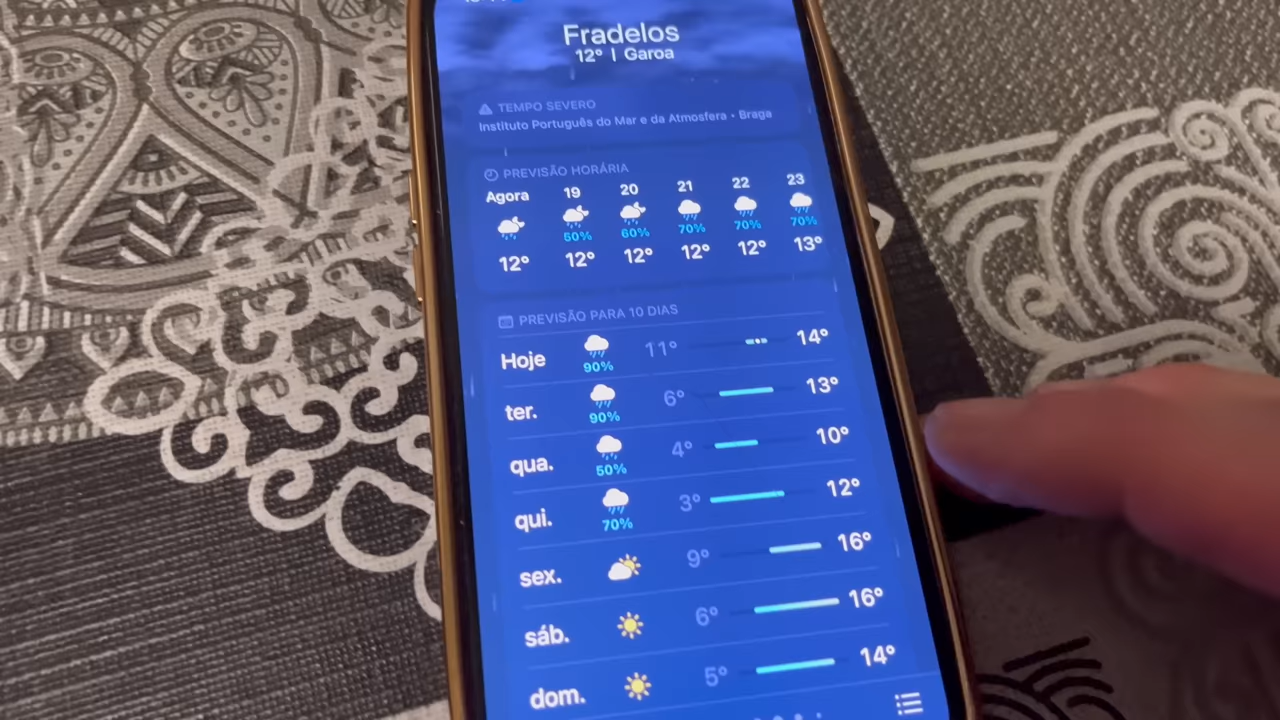 Fradelos
12° | Garoa
TEMPO SEVERO
Instituto Português do Mar e da Atmosfera • Braga
PREVISÃO HORÁRIA
Agora 19 20 21 22 23
50% 60% 70% 70% 70%
12° 12° 12° 12° 12° 13°
PREVISÃO PARA 10 DIAS
Hoje 90% 11° 14°
ter. 90% 6° 13°
qua. 50% 4° 10°
qui. 70% 3° 12°
sex. 9° 16°
sáb. 6° 16°
dom. 5° 14°